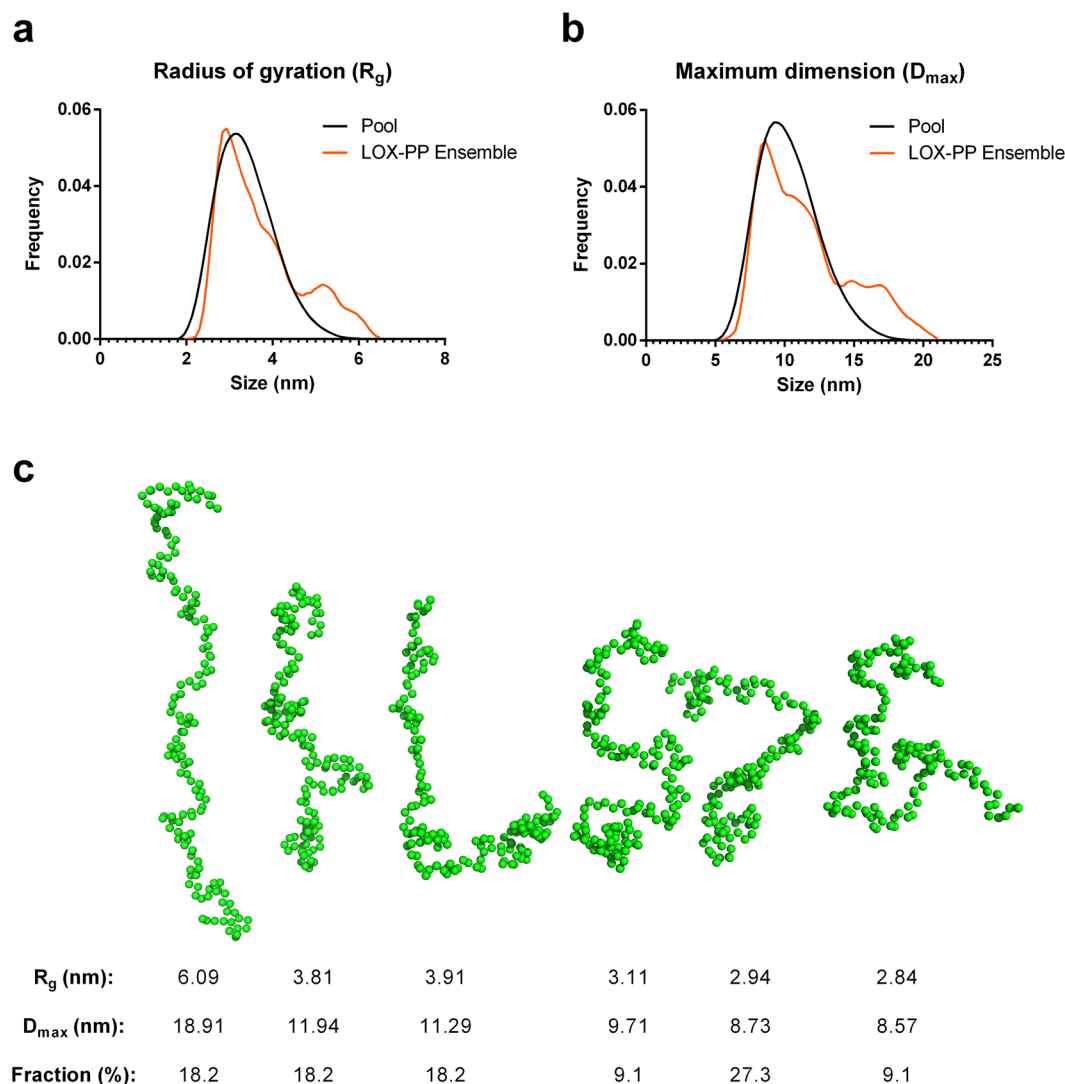 a
b
Radius of gyration (Rg)
Maximum dimension (Dmax)
0.06
0.04
0.02
0.00
Frequency
Pool
LOX-PP Ensemble
0 2 4 6 8
Size (nm)
0.06
0.04
0.02
0.00
Frequency
Pool
LOX-PP Ensemble
0 5 10 15 20 25
Size (nm)
c
Rg (nm): 6.09 3.81 3.91 3.11 2.94 2.84
Dmax (nm): 18.91 11.94 11.29 9.71 8.73 8.57
Fraction (%): 18.2 18.2 18.2 9.1 27.3 9.1